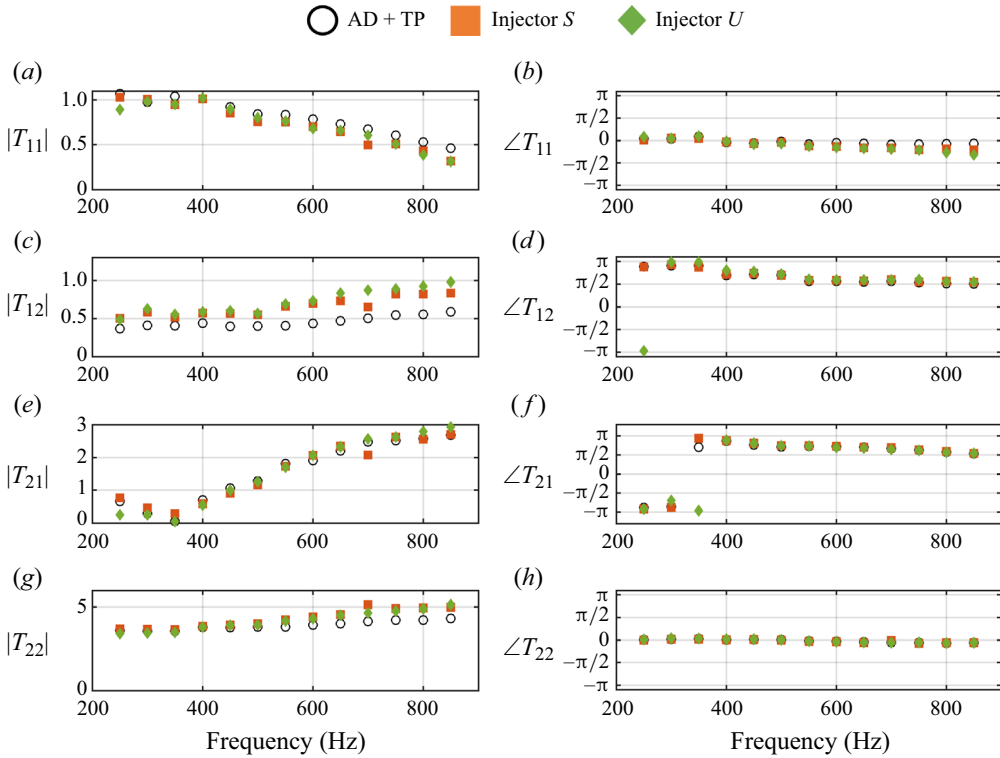 AD + TP Injector S Injector U
(a) (b)
|T11| 1.0 0.5 0
∠T11 π π/2 0 −π/2 −π
200 400 600 800 200 400 600 800
(c) (d)
|T12| 1.0 0.5 0
∠T12 π π/2 0 −π/2 −π
200 400 600 800 200 400 600 800
(e) (f)
|T21| 3 2 1 0
∠T21 π π/2 0 −π/2 −π
200 400 600 800 200 400 600 800
(g) (h)
|T22| 5 0
∠T22 π π/2 0 −π/2 −π
200 400 600 800 200 400 600 800
Frequency (Hz) Frequency (Hz)